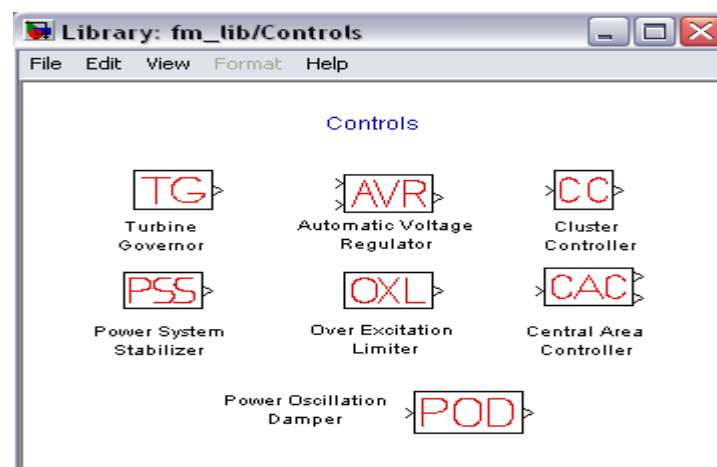 Library: fm_lib/Controls
File Edit View Format Help
Controls
TG
Turbine
Governor
AVR
Automatic Voltage
Regulator
CC
Cluster
Controller
PSS
Power System
Stabilizer
OXL
Over Excitation
Limiter
CAC
Central Area
Controller
Power Oscillation
Damper
POD